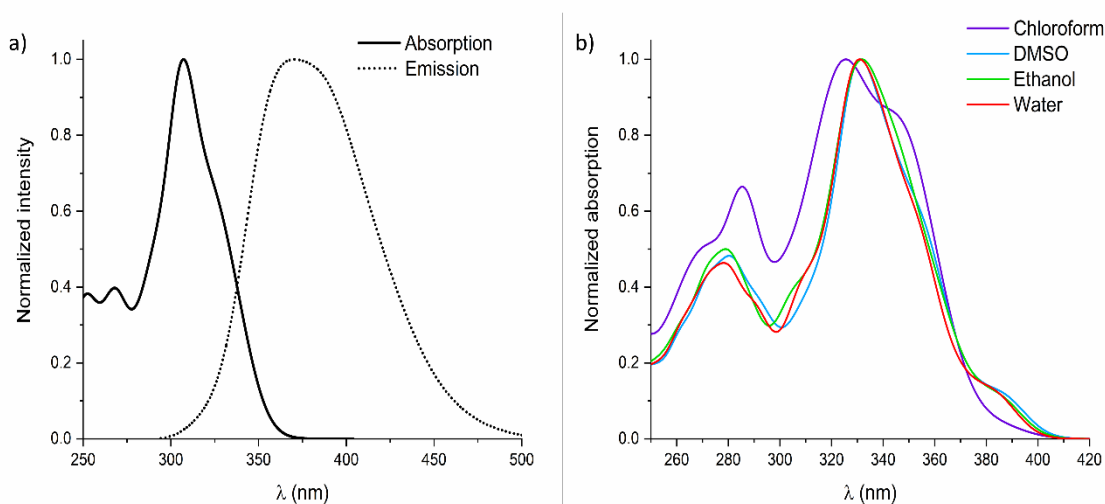 a)
Absorption
Emission
Normalized intensity
1.0
0.8
0.6
0.4
0.2
0.0
250
300
350
400
450
500
λ (nm)
b)
Chloroform
DMSO
Ethanol
Water
Normalized absorption
1.0
0.8
0.6
0.4
0.2
0.0
260
280
300
320
340
360
380
400
420
λ (nm)